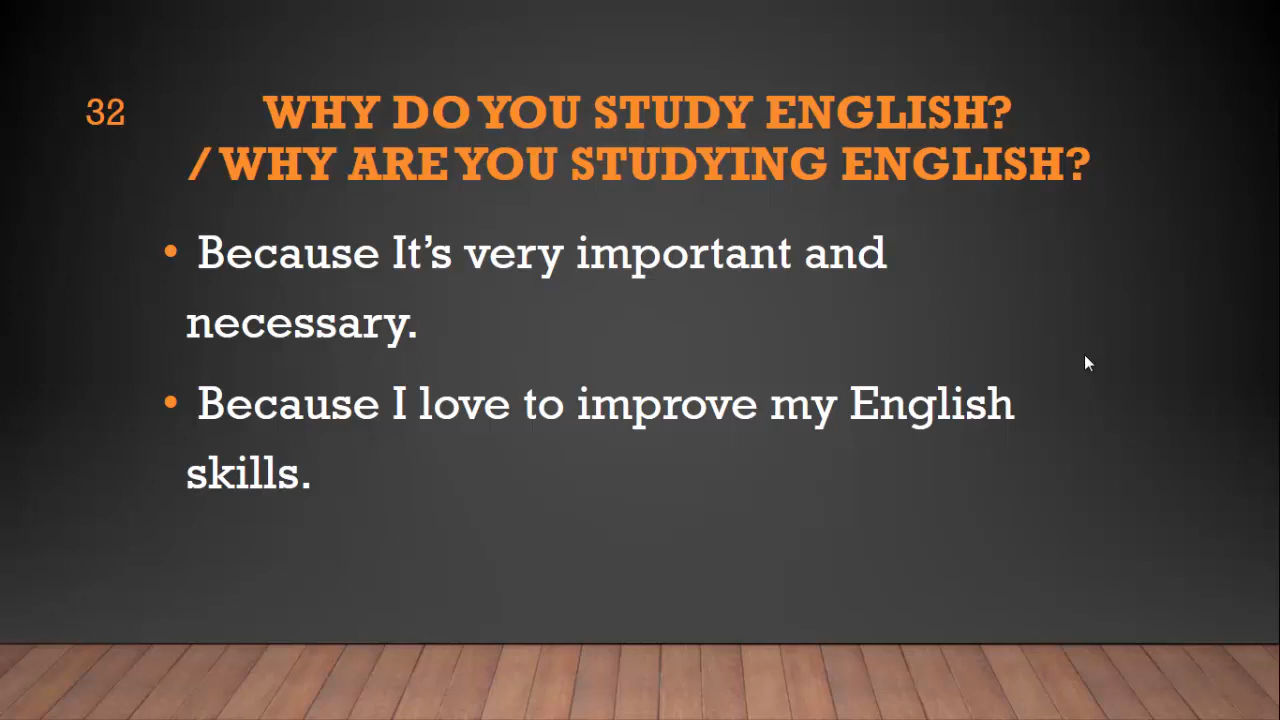 32
WHY DO YOU STUDY ENGLISH?
/ WHY ARE YOU STUDYING ENGLISH?
• Because It’s very important and
necessary.
• Because I love to improve my English
skills.